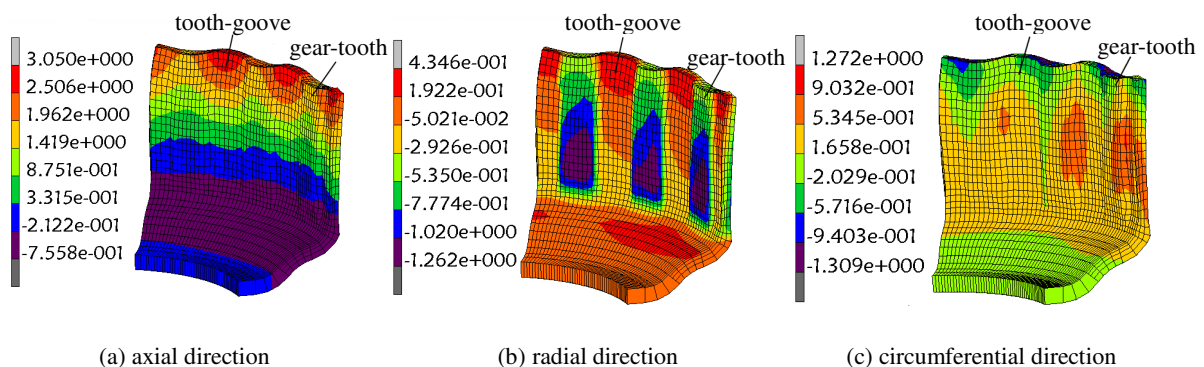 tooth-goove
gear-tooth
3.050e+000
2.506e+000
1.962e+000
1.419e+000
8.751e-001
3.315e-001
-2.122e-001
-7.558e-001
(a) axial direction
tooth-goove
gear-tooth
4.346e-001
1.922e-001
-5.021e-002
-2.926e-001
-5.350e-001
-7.774e-001
-1.020e+000
-1.262e+000
(b) radial direction
tooth-goove
gear-tooth
1.272e+000
9.032e-001
5.345e-001
1.658e-001
-2.029e-001
-5.716e-001
-9.403e-001
-1.309e+000
(c) circumferential direction